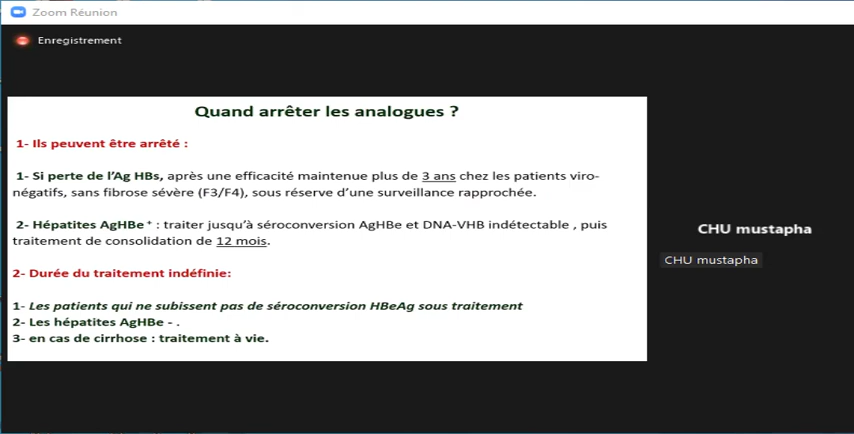 Zoom Réunion
Enregistrement
Quand arrêter les analogues ?
1- Ils peuvent être arrêté :
1- Si perte de l'Ag HBs, après une efficacité maintenue plus de 3 ans chez les patients viro-
négatifs, sans fibrose sévère (F3/F4), sous réserve d'une surveillance rapprochée.
2- Hépatites AgHBe + : traiter jusqu'à séroconversion AgHBe et DNA-VHB indétectable , puis
traitement de consolidation de 12 mois.
2- Durée du traitement indéfinie:
1- Les patients qui ne subissent pas de séroconversion HBeAg sous traitement
2- Les hépatites AgHBe - .
3- en cas de cirrhose : traitement à vie.
CHU mustapha
CHU mustapha